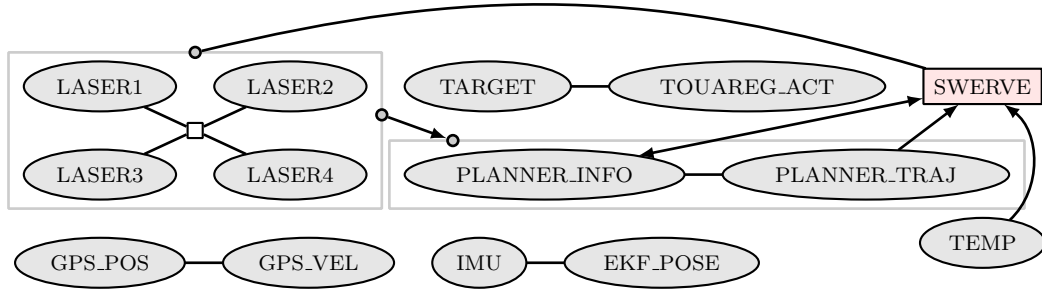 LASER1 LASER2 TARGET TOUAREG_ACT SWERVE
LASER3 LASER4 PLANNER_INFO PLANNER_TRAJ
TEMP
GPS_POS GPS_VEL IMU EKF_POSE